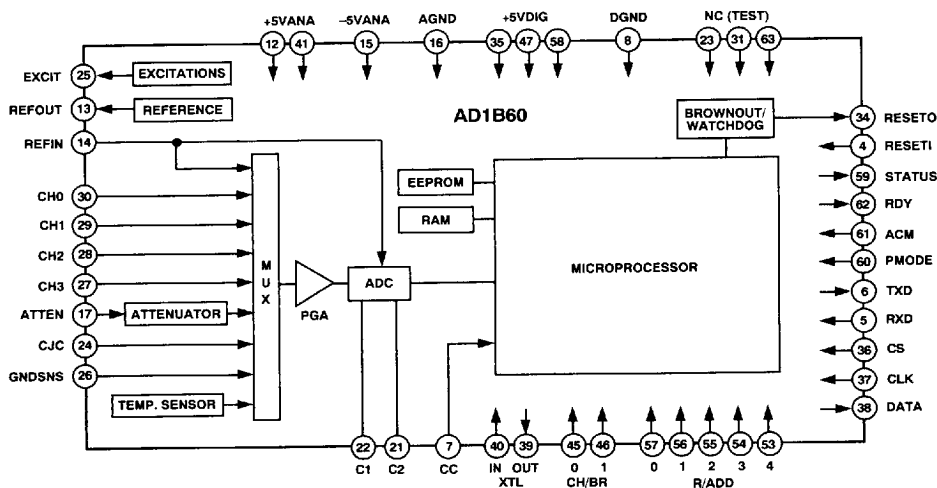 +5VANA –5VANA AGND +5VDIG DGND NC (TEST)
12 41 15 16 35 47 58 8 23 31 63
EXCIT 25 EXCITATIONS
REFOUT 13 REFERENCE
REFIN 14
CH0 30
CH1 29
CH2 28
CH3 27
ATTEN 17 ATTENUATOR
CJC 24
GNDSNS 26
TEMP. SENSOR
MUX
PGA
ADC
AD1B60
EEPROM
RAM
MICROPROCESSOR
BROWNOUT/
WATCHDOG
34 RESETO
4 RESETI
59 STATUS
62 RDY
61 ACM
60 PMODE
6 TXD
5 RXD
36 CS
37 CLK
38 DATA
22 21 7 40 39 45 46 57 56 55 54 53
C1 C2 CC IN OUT 0 1 0 1 2 3 4
XTL CH/BR R/ADD